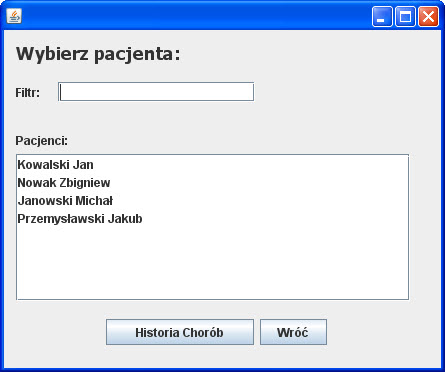 Wybierz pacjenta:
Filtr:
Pacjenci:
Kowalski Jan
Nowak Zbigniew
Janowski Michał
Przemysławski Jakub
Historia Chorób Wróć